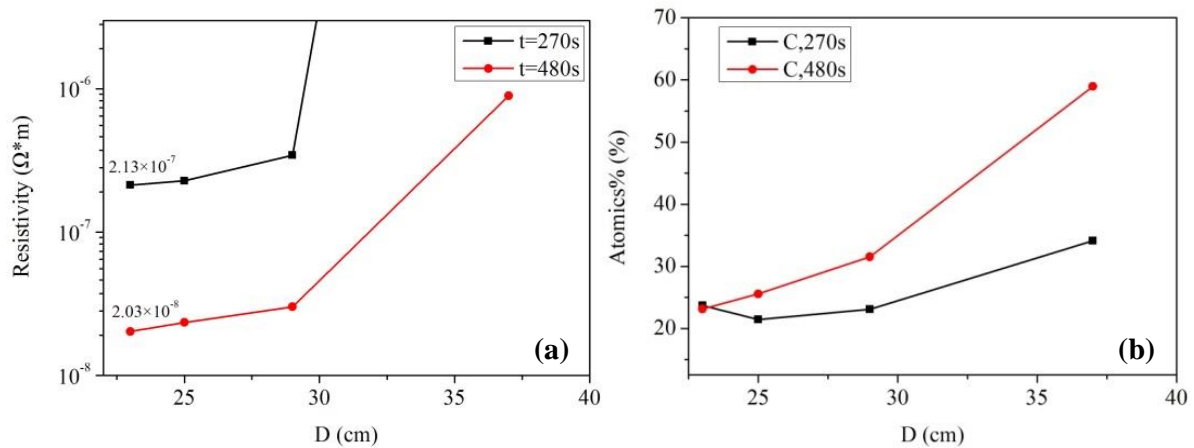 t=270s
t=480s
10⁻⁶
2.13×10⁻⁷
10⁻⁷
2.03×10⁻⁸
10⁻⁸
Resistivity (Ω*m)
25
30
35
40
D (cm)
(a)
C,270s
C,480s
70
60
50
40
30
20
Atomics% (%)
25
30
35
40
D (cm)
(b)